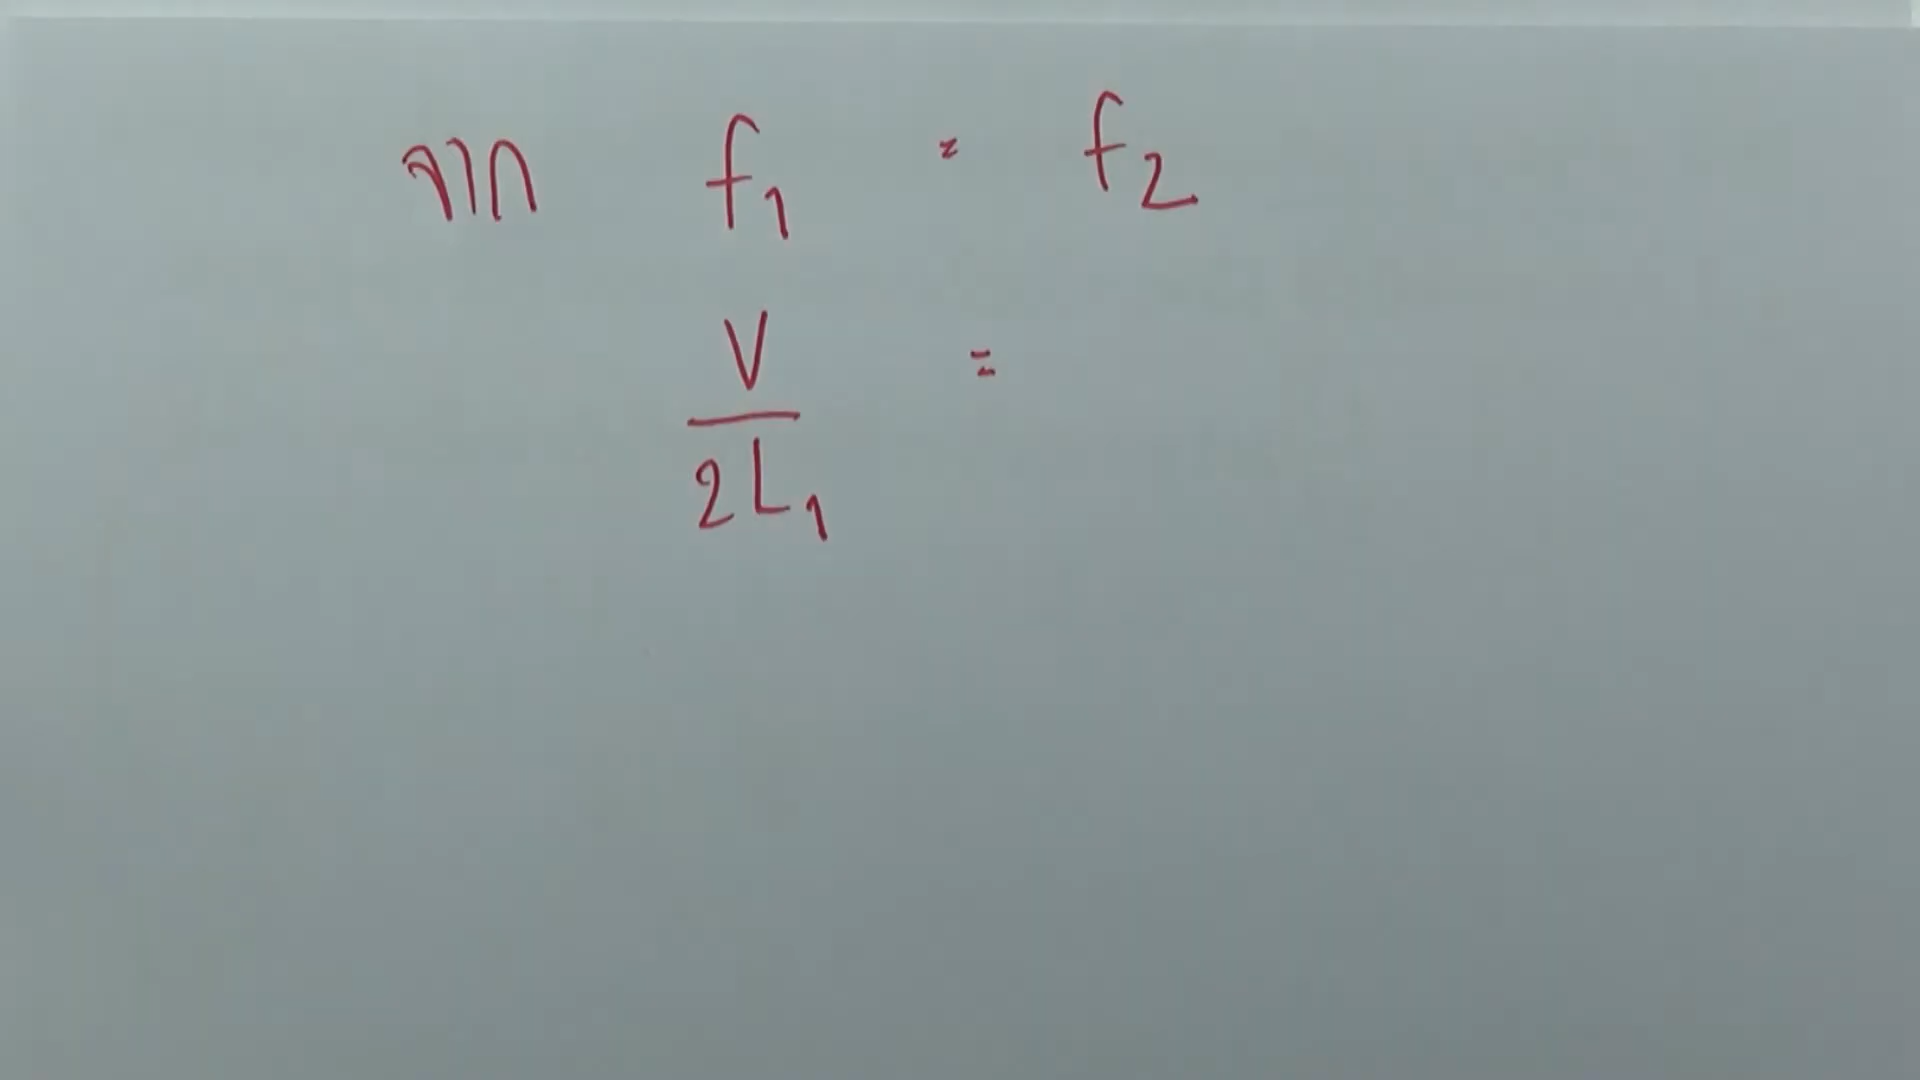 จาก f₁ = f₂
V/2L₁ =